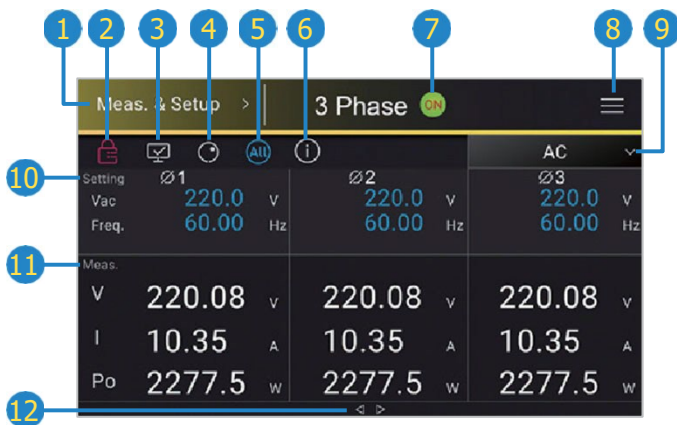 1 2 3 4 5 6 7 8 9
Meas. & Setup > 3 Phase ON
All i AC
10 Setting Ø1 Ø2 Ø3
Vac 220.0 V 220.0 V 220.0 V
Freq. 60.00 Hz 60.00 Hz 60.00 Hz
11 Meas.
V 220.08 V 220.08 V 220.08 V
I 10.35 A 10.35 A 10.35 A
Po 2277.5 W 2277.5 W 2277.5 W
12